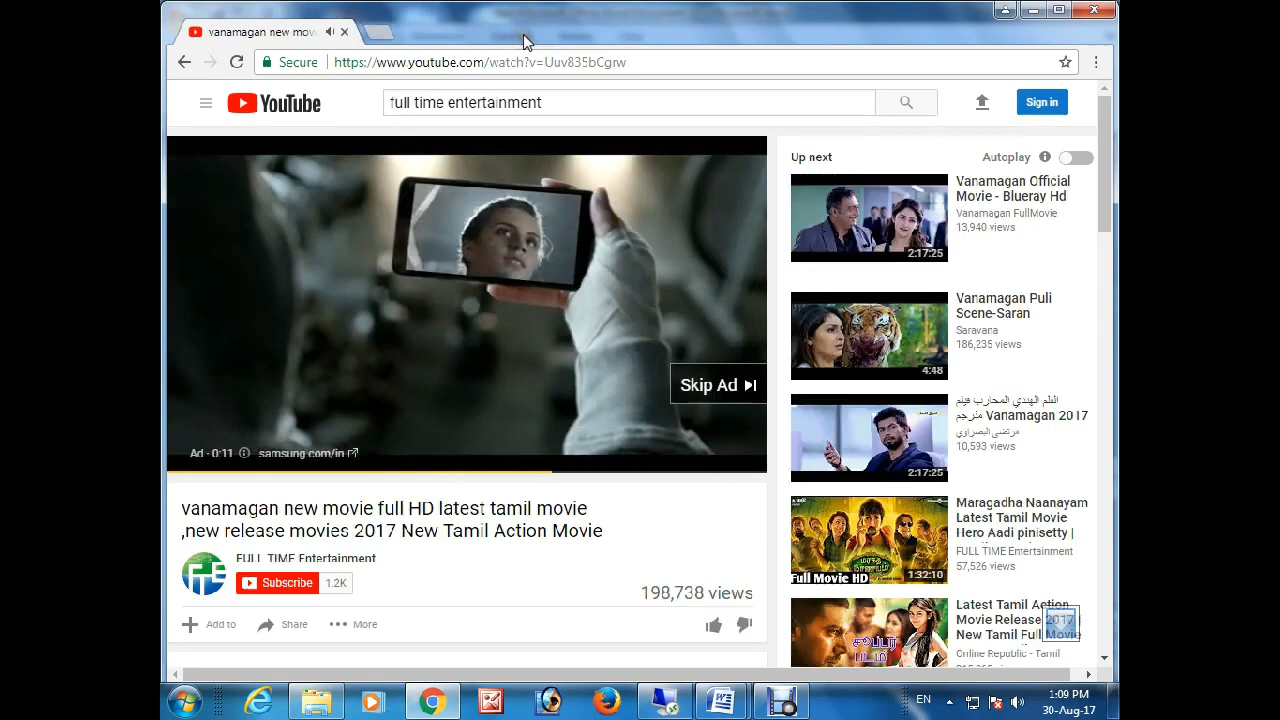 vanamagan new mov
Secure
https://www.youtube.com/watch?v=Uuv835bCgrw
YouTube
full time entertainment
Sign in
Skip Ad
Ad · 0:11
samsung.com/in
vanamagan new movie full HD latest tamil movie
,new release movies 2017 New Tamil Action Movie
FULL TIME Entertainment
Subscribe 1.2K
198,738 views
Add to
Share
More
Up next
Autoplay
2:17:25
Vanamagan Official
Movie - Blueray Hd
Vanamagan FullMovie
13,940 views
4:48
Vanamagan Puli
Scene-Saran
Saravana
186,235 views
2:17:25
الفلم الهندي المحارب فيلم
Vanamagan 2017 مترجم
مرتضى البصراوي
10,593 views
Full Movie HD
1:32:10
Maragadha Naanayam
Latest Tamil Movie
Hero Aadi pinisetty |
FULL TIME Entertainment
57,526 views
சூப்பர்
படம்
Latest Tamil Action
Movie Release 2017 |
New Tamil Full Movie
Online Republic - Tamil
EN
1:09 PM
30-Aug-17